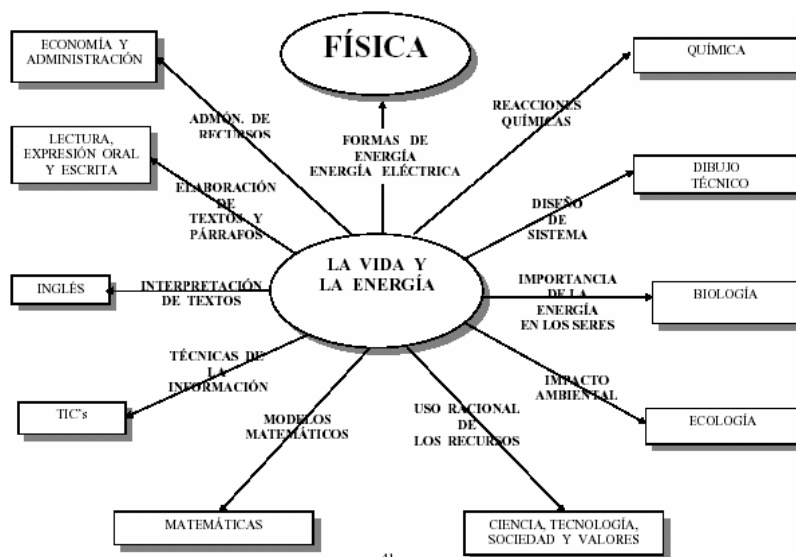 ECONOMÍA Y
ADMINISTRACIÓN
FÍSICA
QUÍMICA
ADMÓN. DE
RECURSOS
REACCIONES
QUÍMICAS
FORMAS DE
ENERGÍA
ENERGÍA ELÉCTRICA
LECTURA,
EXPRESIÓN ORAL
Y ESCRITA
DIBUJO
TÉCNICO
ELABORACIÓN
DE
TEXTOS Y
PÁRRAFOS
DISEÑO
DE
SISTEMA
LA VIDA Y
LA ENERGÍA
INGLÉS
INTERPRETACIÓN
DE TEXTOS
IMPORTANCIA
DE LA
ENERGÍA
EN LOS SERES
BIOLOGÍA
TÉCNICAS DE
LA
INFORMACIÓN
IMPACTO
AMBIENTAL
TIC's
MODELOS
MATEMÁTICOS
USO RACIONAL
DE
LOS RECURSOS
ECOLOGÍA
MATEMÁTICAS
CIENCIA, TECNOLOGÍA,
SOCIEDAD Y VALORES